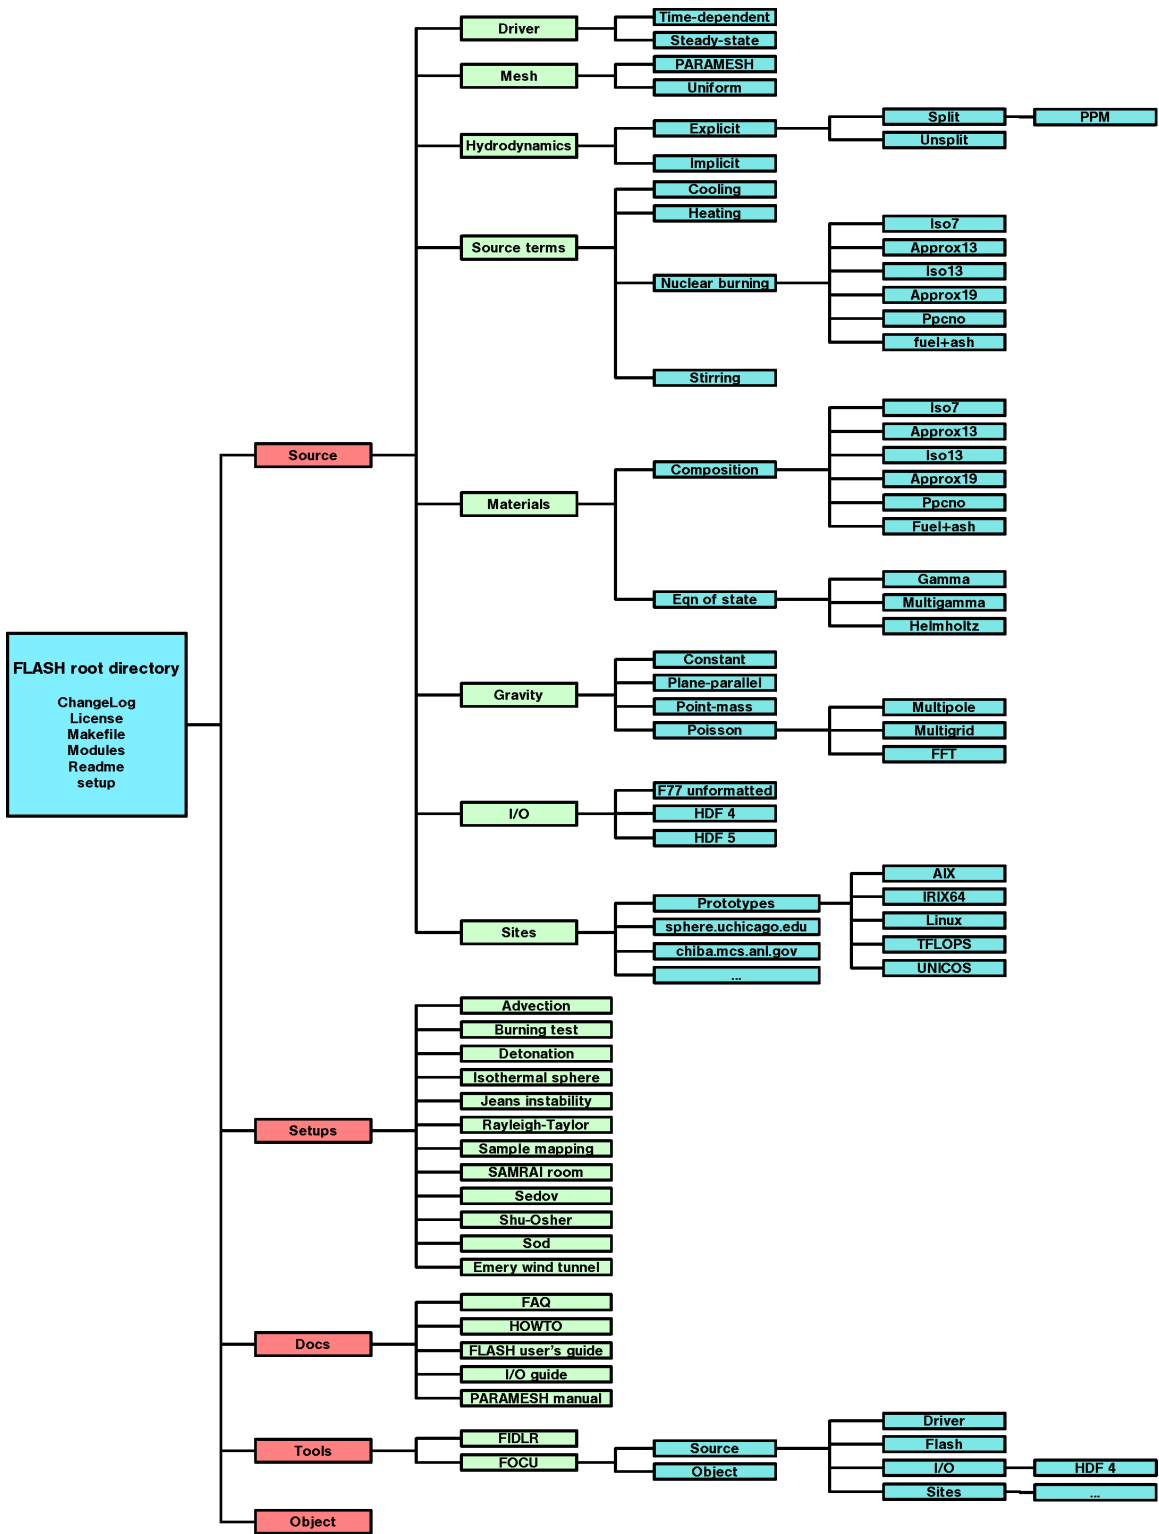 FLASH root directory
ChangeLog
License
Makefile
Modules
Readme
setup
Source
Driver
Time-dependent
Steady-state
Mesh
PARAMESH
Uniform
Hydrodynamics
Explicit
Split
PPM
Unsplit
Implicit
Source terms
Cooling
Heating
Nuclear burning
Iso7
Approx13
Iso13
Approx19
Ppcno
fuel+ash
Stirring
Materials
Composition
Iso7
Approx13
Iso13
Approx19
Ppcno
Fuel+ash
Eqn of state
Gamma
Multigamma
Helmholtz
Gravity
Constant
Plane-parallel
Point-mass
Poisson
Multipole
Multigrid
FFT
I/O
F77 unformatted
HDF 4
HDF 5
Sites
Prototypes
AIX
IRIX64
Linux
TFLOPS
UNICOS
sphere.uchicago.edu
chiba.mcs.anl.gov
...
Setups
Advection
Burning test
Detonation
Isothermal sphere
Jeans instability
Rayleigh-Taylor
Sample mapping
SAMRAI room
Sedov
Shu-Osher
Sod
Emery wind tunnel
Docs
FAQ
HOWTO
FLASH user's guide
I/O guide
PARAMESH manual
Tools
FIDLR
FOCU
Source
Driver
Flash
I/O
HDF 4
Sites
...
Object
Object